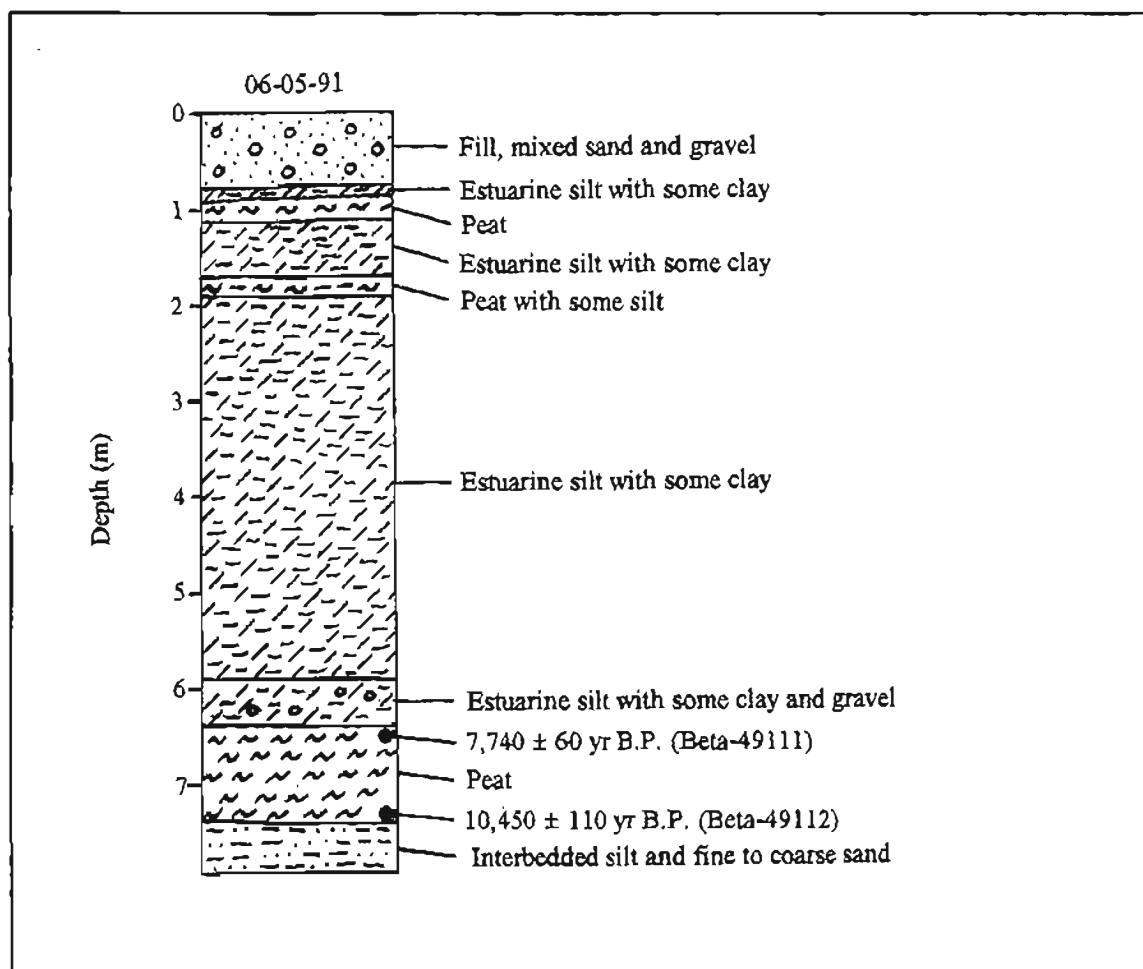 06-05-91
0
Fill, mixed sand and gravel
Estuarine silt with some clay
1
Peat
Estuarine silt with some clay
Peat with some silt
2
3
Depth (m)
Estuarine silt with some clay
4
5
6
Estuarine silt with some clay and gravel
7,740 ± 60 yr B.P. (Beta-49111)
Peat
7
10,450 ± 110 yr B.P. (Beta-49112)
Interbedded silt and fine to coarse sand